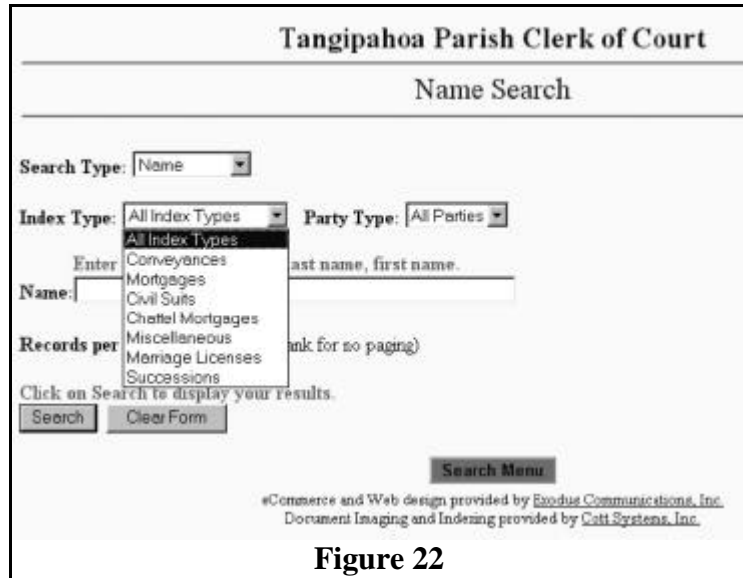 Tangipahoa Parish Clerk of Court
Name Search
Search Type: Name
Index Type: All Index Types Party Type: All Parties
All Index Types
Conveyances
Mortgages
Civil Suits
Chattel Mortgages
Miscellaneous
Marriage Licenses
Successions
Enter ast name, first name.
Name:
Records per ank for no paging)
Click on Search to display your results.
Search Clear Form
Search Menu
eCommerce and Web design provided by Exodus Communications, Inc.
Document Imaging and Indexing provided by Cott Systems, Inc.
Figure 22